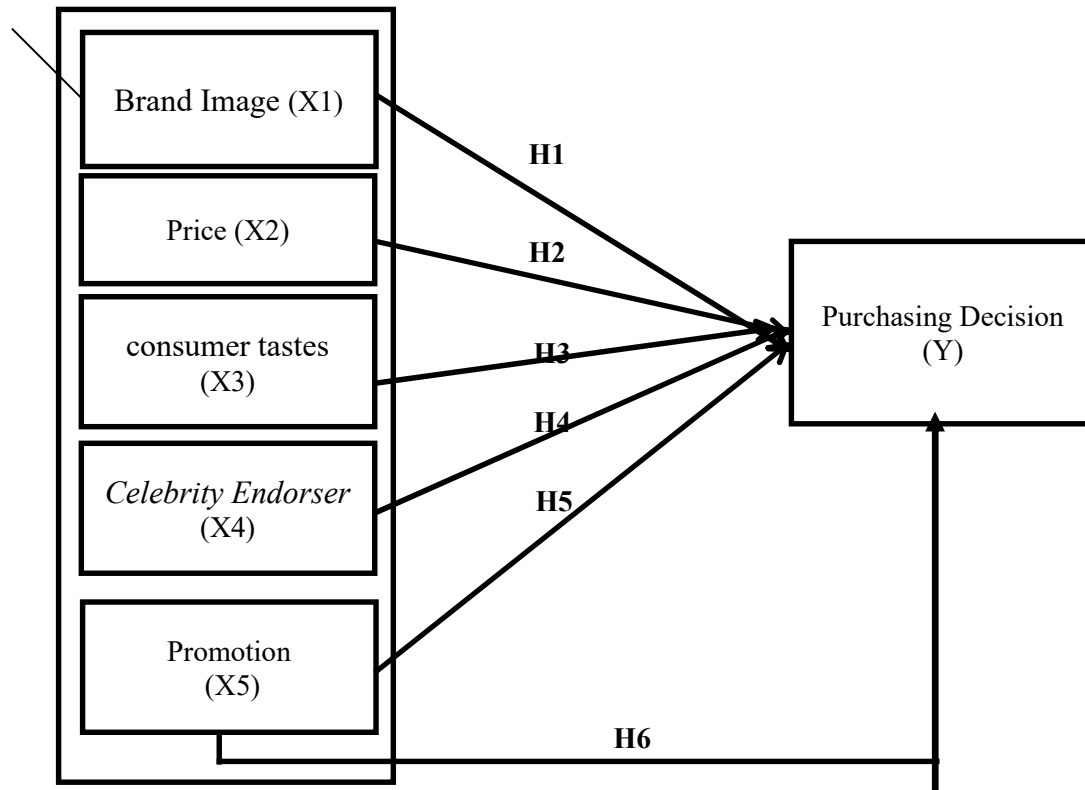 Brand Image (X1)
H1
Price (X2)
H2
consumer tastes
(X3)
H3
Purchasing Decision
(Y)
Celebrity Endorser
(X4)
H4
H5
Promotion
(X5)
H6